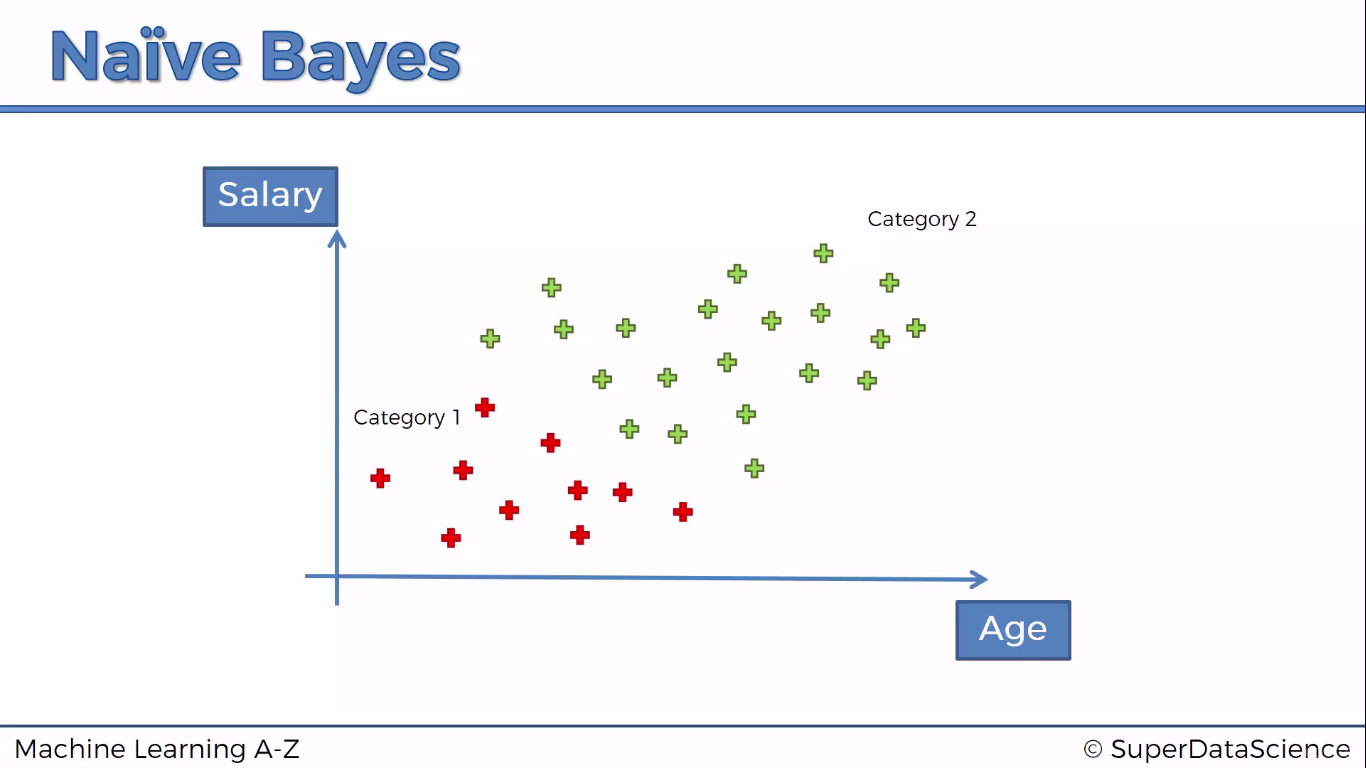 Naïve Bayes
Salary
Category 2
Category 1
Age
Machine Learning A-Z
© SuperDataScience